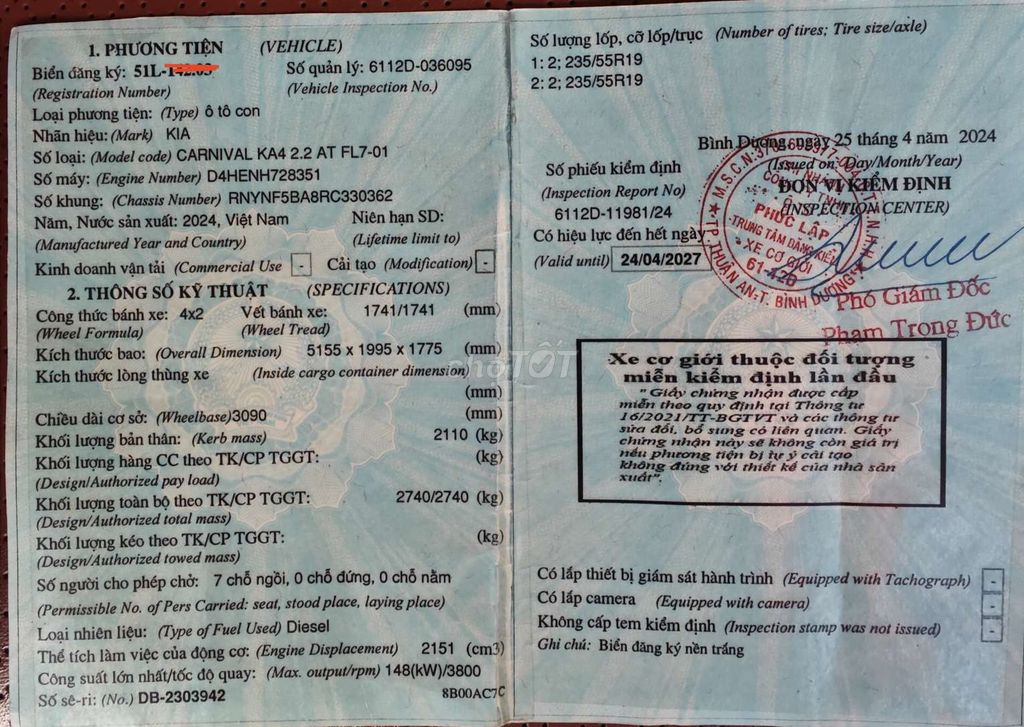 1. PHƯƠNG TIỆN (VEHICLE)
Biển đăng ký: 51L-
Số quản lý: 6112D-036095
(Registration Number)
(Vehicle Inspection No.)
Loại phương tiện: (Type) ô tô con
Nhãn hiệu: (Mark) KIA
Số loại: (Model code) CARNIVAL KA4 2.2 AT FL7-01
Số máy: (Engine Number) D4HENH728351
Số khung: (Chassis Number) RNYNF5BA8RC330362
Năm, Nước sản xuất: 2024, Việt Nam Niên hạn SD:
(Manufactured Year and Country) (Lifetime limit to)
Kinh doanh vận tải (Commercial Use - Cải tạo (Modification) -
2. THÔNG SỐ KỸ THUẬT (SPECIFICATIONS)
Công thức bánh xe: 4x2 Vết bánh xe: 1741/1741 (mm)
(Wheel Formula) (Wheel Tread)
Kích thước bao: (Overall Dimension) 5155 x 1995 x 1775 (mm)
Kích thước lòng thùng xe (Inside cargo container dimension)
(mm)
Chiều dài cơ sở: (Wheelbase)3090 (mm)
Khối lượng bản thân: (Kerb mass) 2110 (kg)
Khối lượng hàng CC theo TK/CP TGGT: (kg)
(Design/Authorized pay load)
Khối lượng toàn bộ theo TK/CP TGGT: 2740/2740 (kg)
(Design/Authorized total mass)
Khối lượng kéo theo TK/CP TGGT: (kg)
(Design/Authorized towed mass)
Số người cho phép chở: 7 chỗ ngồi, 0 chỗ đứng, 0 chỗ nằm
(Permissible No. of Pers Carried: seat, stood place, laying place)
Loại nhiên liệu: (Type of Fuel Used) Diesel
Thể tích làm việc của động cơ: (Engine Displacement) 2151 (cm3)
Công suất lớn nhất/tốc độ quay: (Max. output/rpm) 148(kW)/3800
Số sê-ri: (No.) DB-2303942 8B00AC7C
Số lượng lốp, cỡ lốp/trục (Number of tires; Tire size/axle)
1: 2; 235/55R19
2: 2; 235/55R19
Bình Dương, ngày 25 tháng 4 năm 2024
(Issued on: Day/Month/Year)
Số phiếu kiểm định
ĐƠN VỊ KIỂM ĐỊNH
(Inspection Report No)
(INSPECTION CENTER)
6112D-11981/24
Có hiệu lực đến hết ngày
(Valid until) 24/04/2027
PHÚC LẬP
TRUNG TÂM ĐĂNG KIỂM
XE CƠ GIỚI
61-42D
TP. THUẬN AN-T. BÌNH DƯƠNG
Phó Giám Đốc
Phạm Trọng Đức
chợTỐT
Xe cơ giới thuộc đối tượng
miễn kiểm định lần đầu
"Giấy chứng nhận được cấp
miễn theo quy định tại Thông tư
16/2021/TT-BGTVT và các thông tư
sửa đổi, bổ sung có liên quan. Giấy
chứng nhận này sẽ không còn giá trị
nếu phương tiện bị tự ý cải tạo
không đúng với thiết kế của nhà sản
xuất".
Có lắp thiết bị giám sát hành trình (Equipped with Tachograph) -
Có lắp camera (Equipped with camera) -
Không cấp tem kiểm định (Inspection stamp was not issued) -
Ghi chú: Biển đăng ký nền trắng